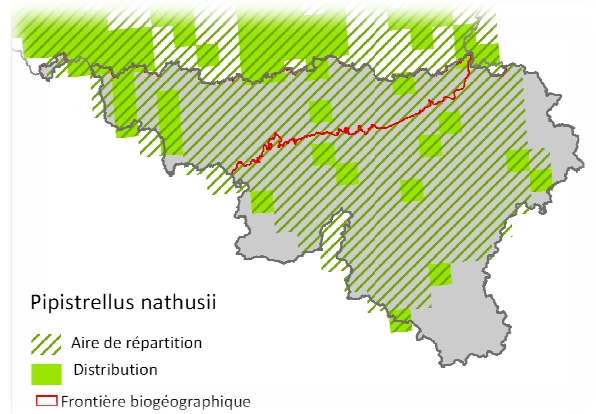 Pipistrellus nathusii
Aire de répartition
Distribution
Frontière biogéographique